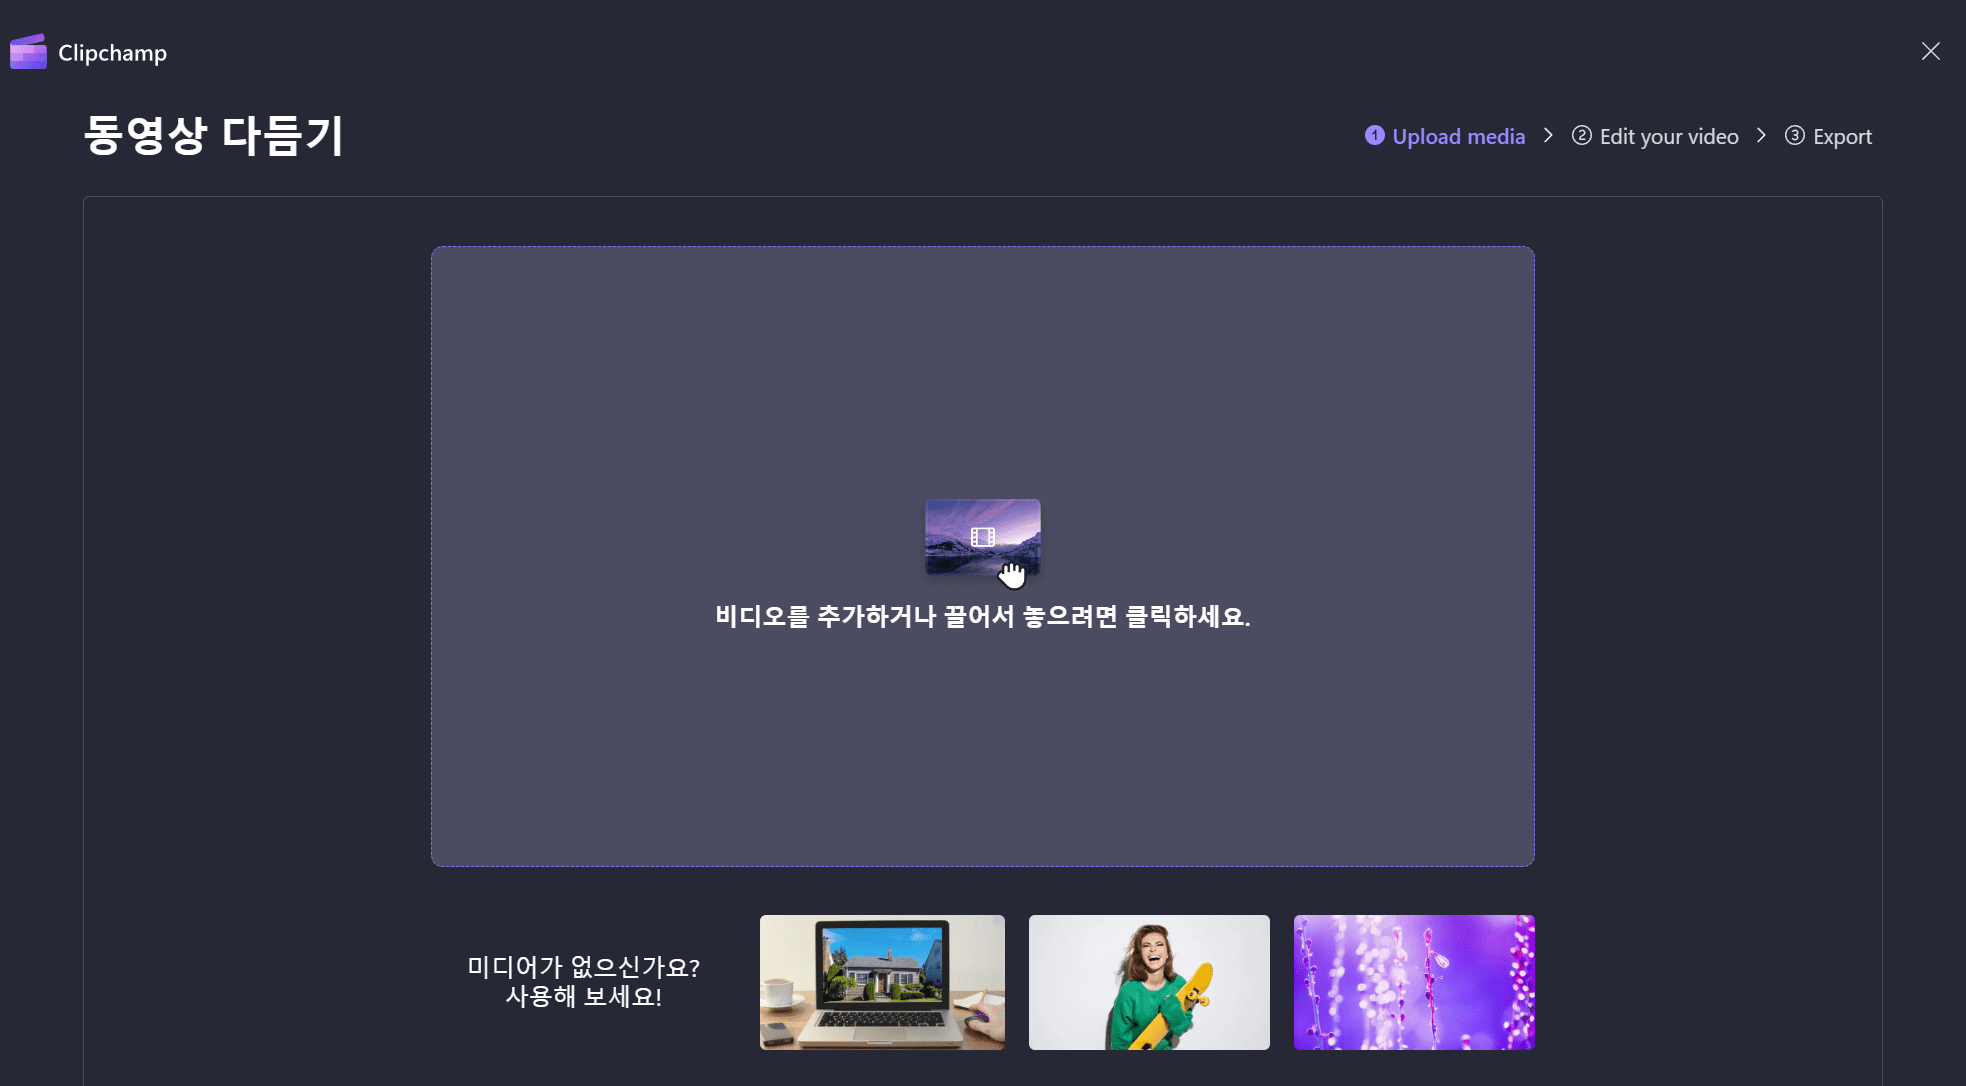 Clipchamp
동영상 다듬기
1 Upload media
2 Edit your video
3 Export
비디오를 추가하거나 끌어서 놓으려면 클릭하세요.
미디어가 없으신가요?
사용해 보세요!